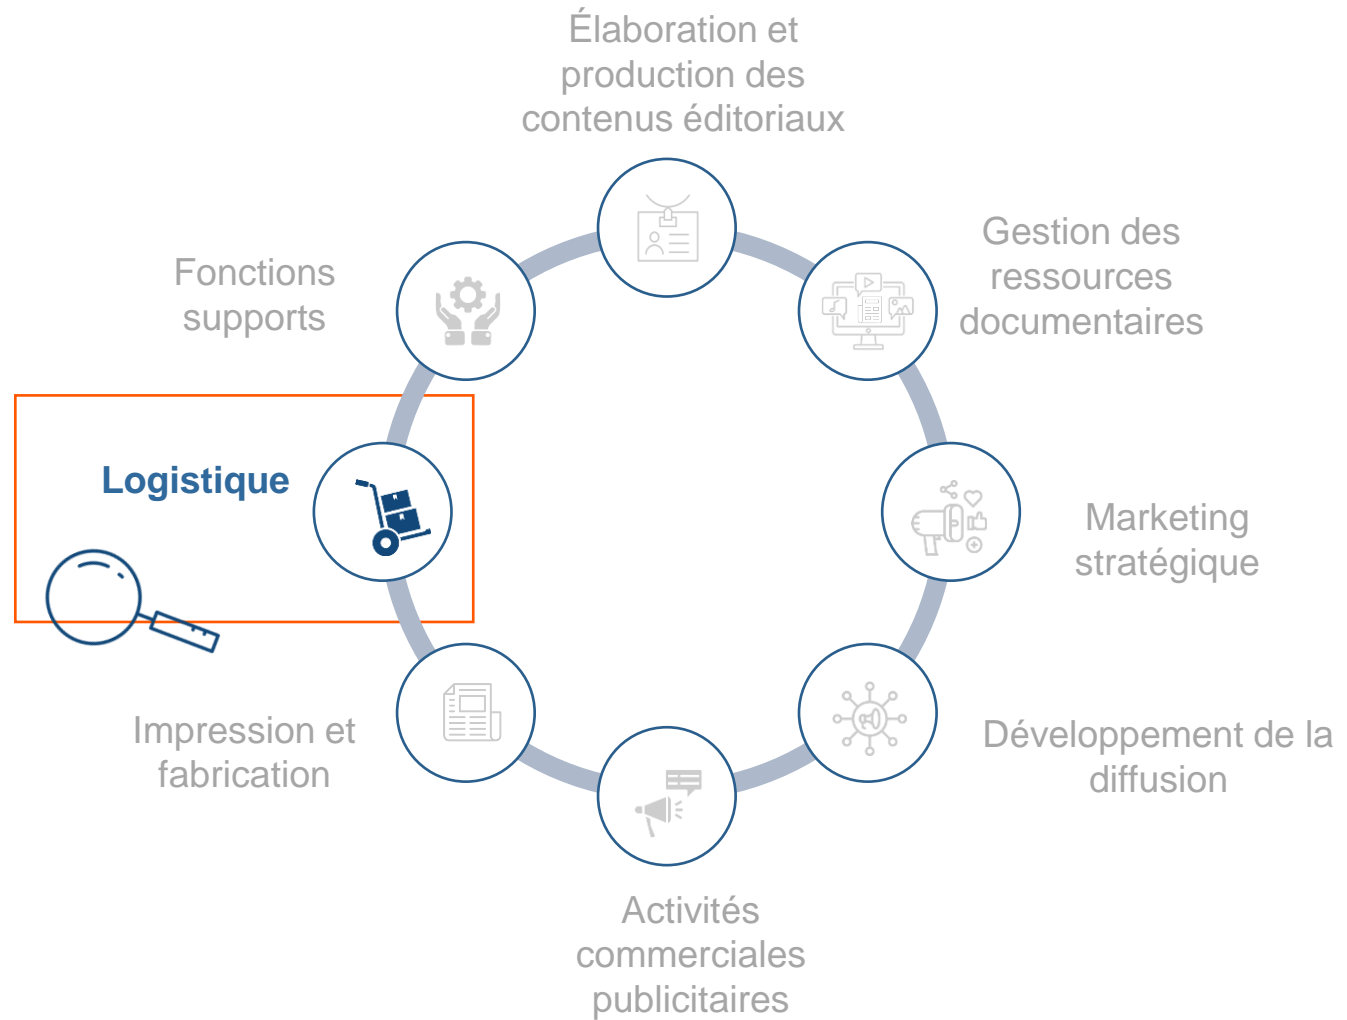 Élaboration et
production des
contenus éditoriaux
Gestion des
ressources
documentaires
Marketing
stratégique
Développement de la
diffusion
Activités
commerciales
publicitaires
Impression et
fabrication
Logistique
Fonctions
supports